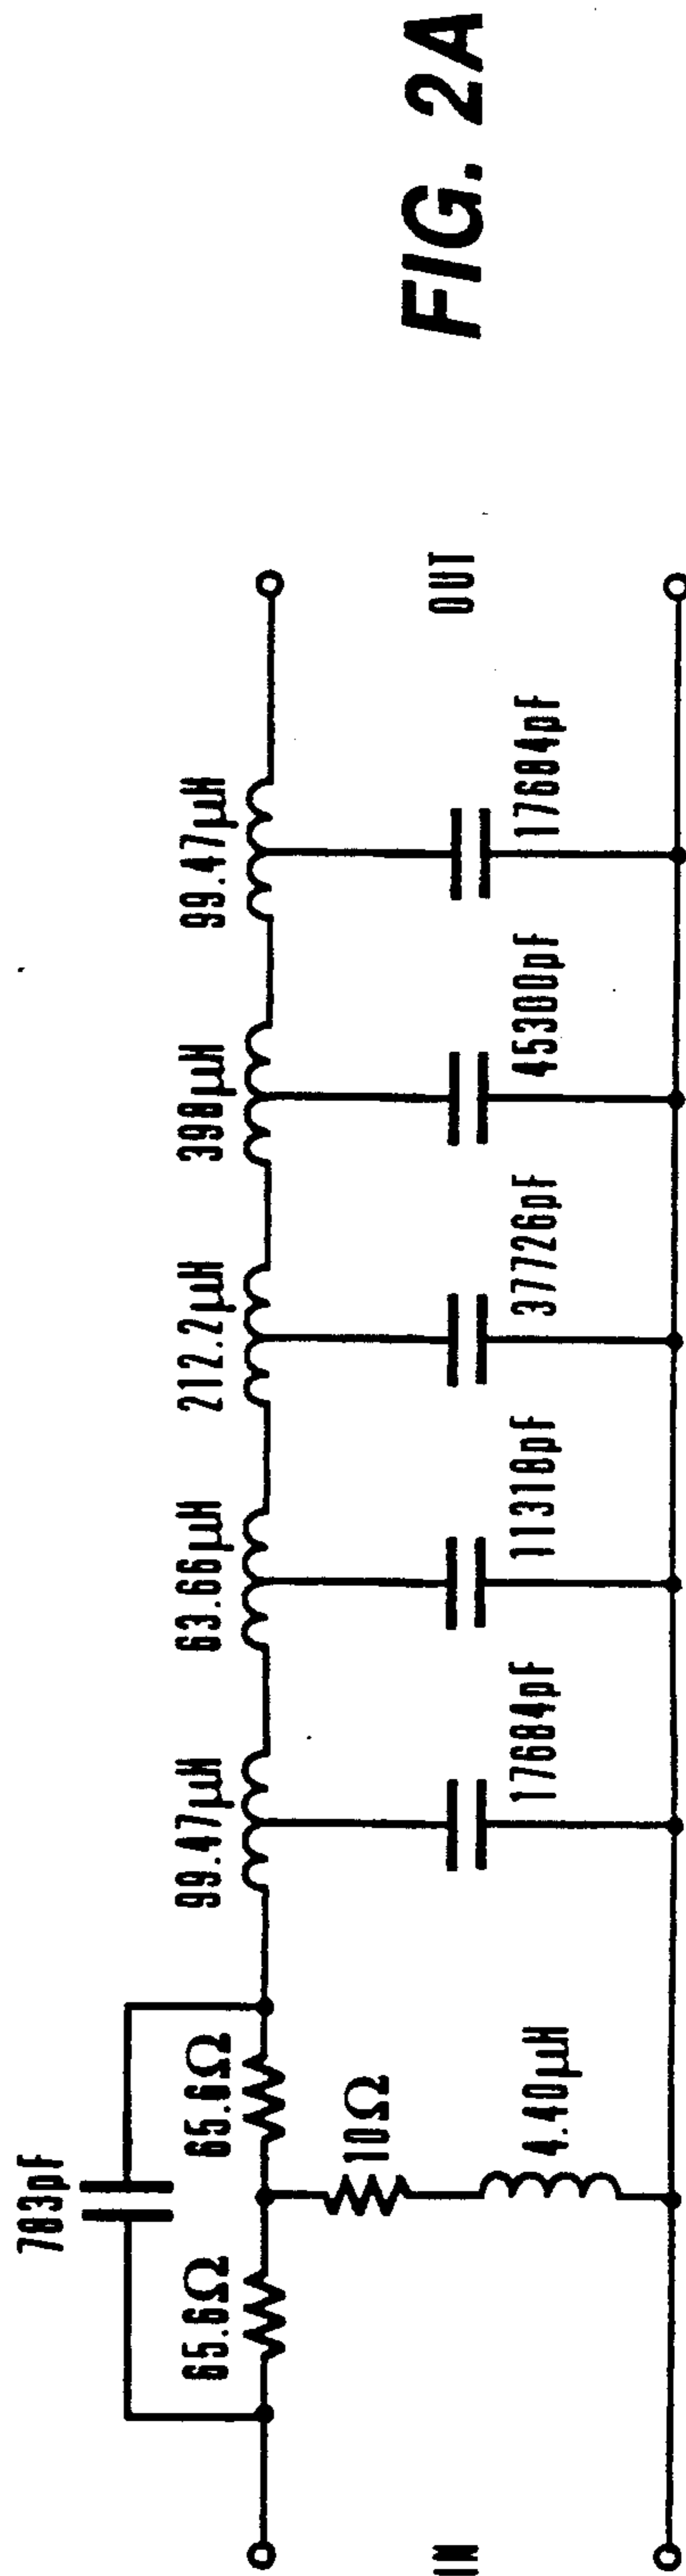 783pF
65.6Ω
65.6Ω
99.47µH
63.66µH
212.2µH
398µH
99.47µH
10Ω
4.40µH
17684pF
11318pF
37726pF
45300pF
17684pF
IN
OUT
FIG. 2A